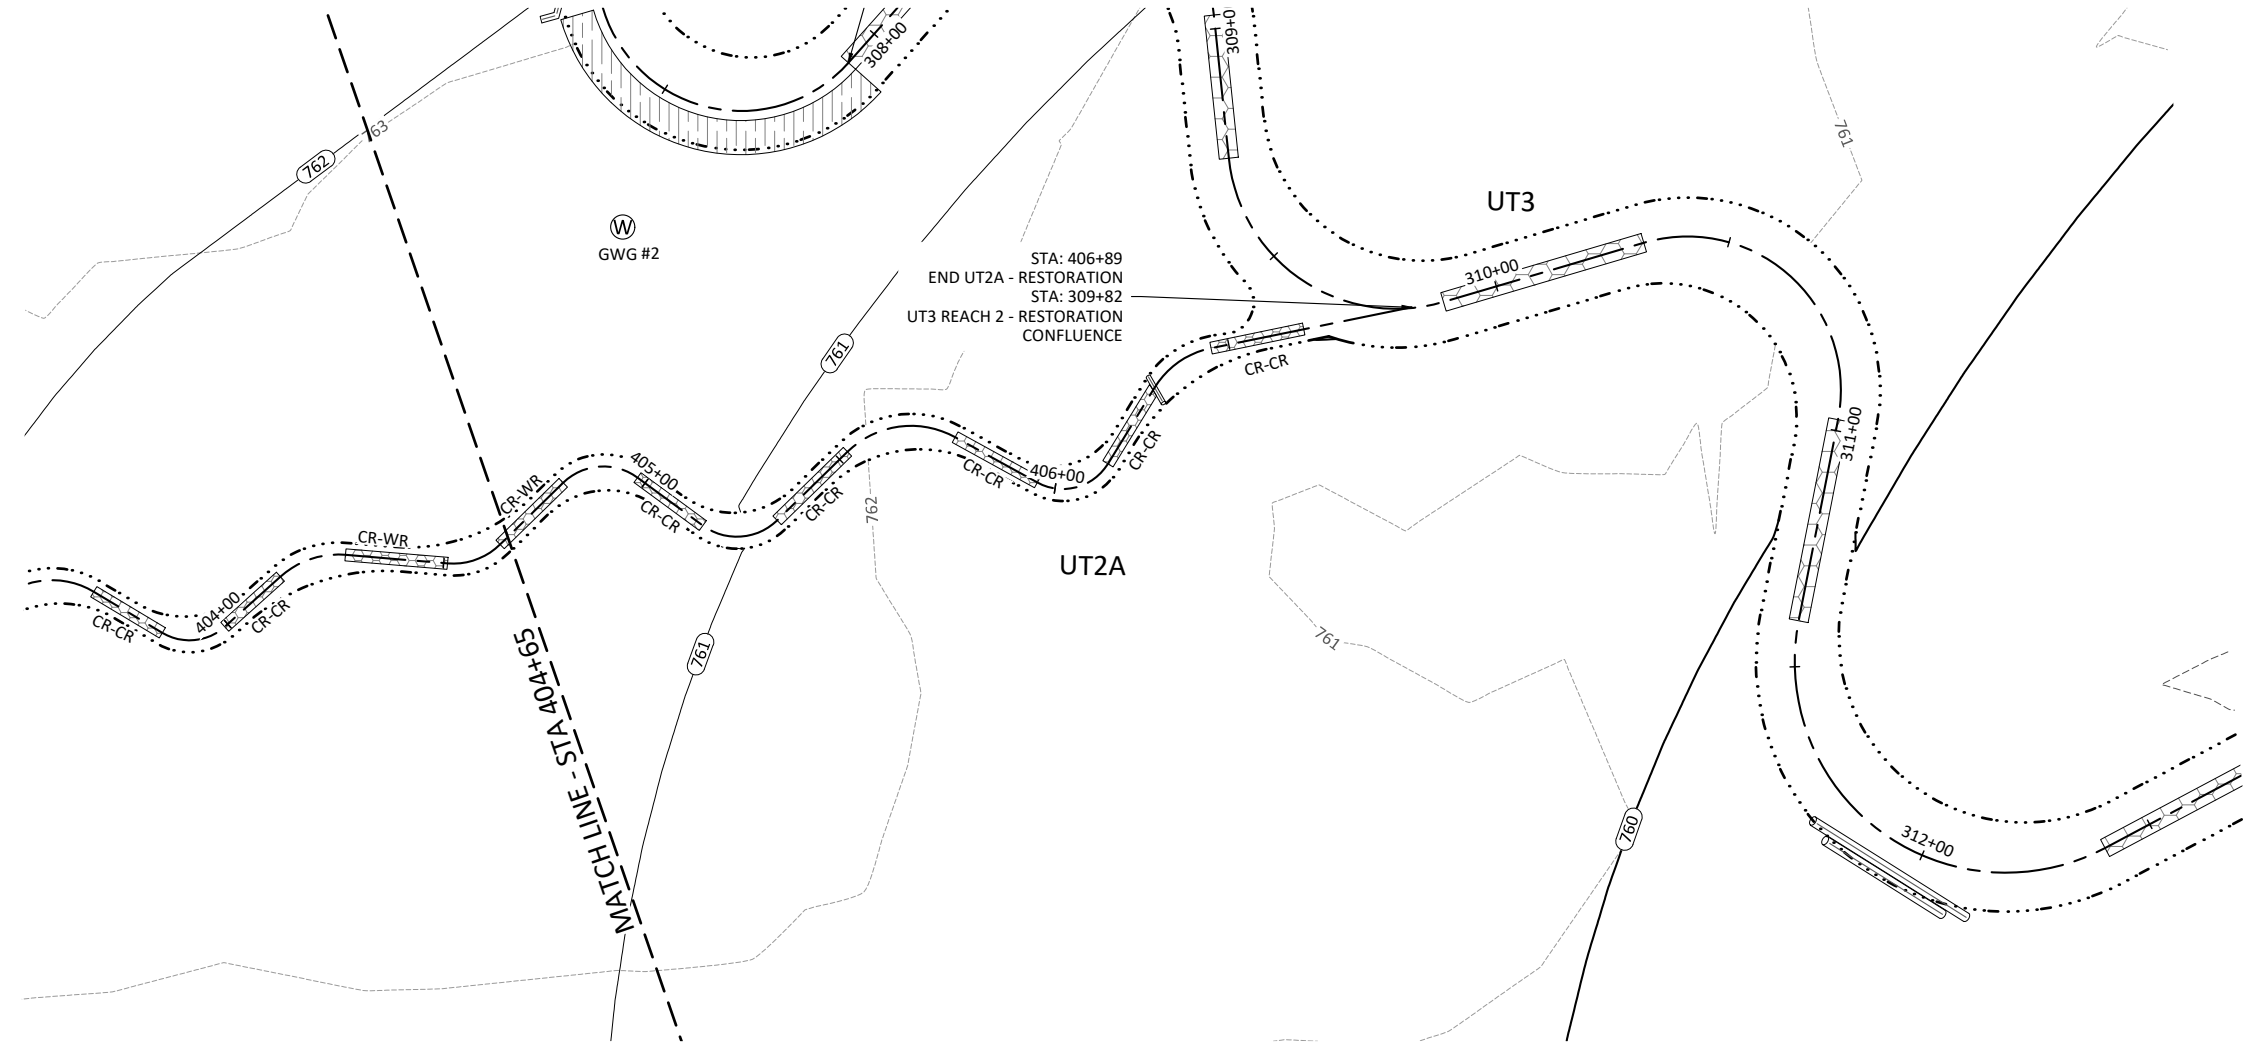 309+0
308+00
63
761
762
UT3
W
GWG #2
STA: 406+89
END UT2A - RESTORATION
STA: 309+82
UT3 REACH 2 - RESTORATION
CONFLUENCE
310+00
761
CR-CR
311+00
CR-CR
405+00
CR-WR
CR-CR
406+00
CR-CR
CR-CR
762
CR-WR
UT2A
404+00
CR-CR
CR-CR
761
761
MATCH LINE - STA 404+65
760
312+00